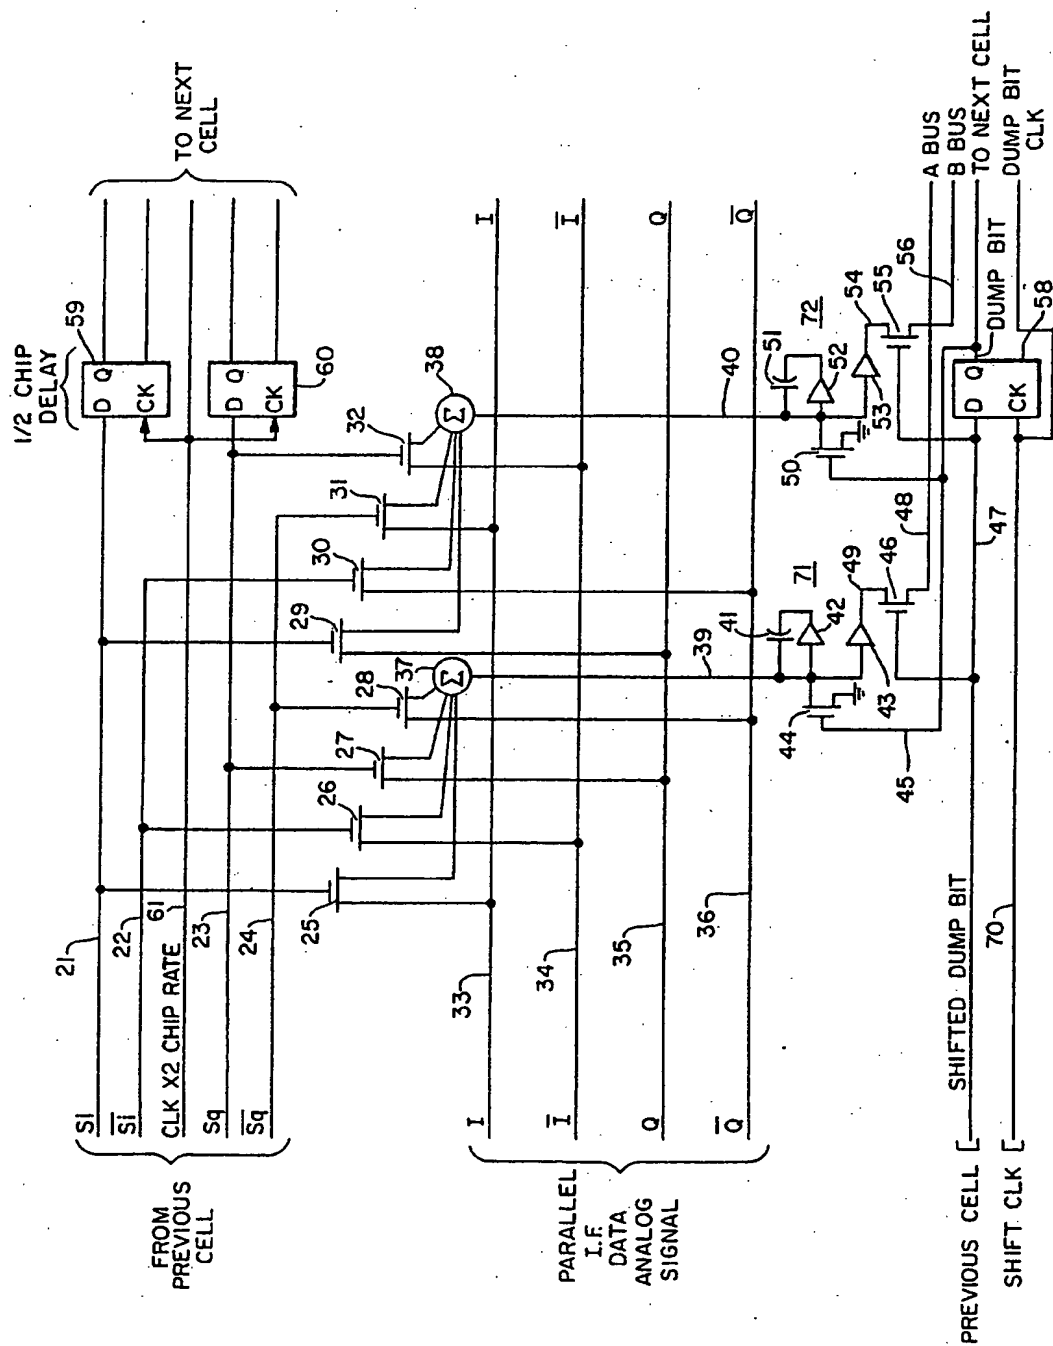 1/2 CHIP
DELAY
59
D Q
CK
60
D Q
CK
TO NEXT
CELL
FROM
PREVIOUS
CELL
Si
S̅i̅
CLK X2 CHIP RATE
Sq
S̅q̅
21
22
61
23
24
25
26
27
28
29
30
31
32
37
Σ
38
Σ
PARALLEL
I.F.
DATA
ANALOG
SIGNAL
I
I̅
Q
Q̅
33
34
35
36
I
I̅
Q
Q̅
39
40
41
42
43
44
45
46
47
48
49
71
50
51
52
53
54
55
56
72
A BUS
B BUS
TO NEXT CELL
DUMP BIT
CLK
DUMP BIT
58
D Q
CK
PREVIOUS CELL [
SHIFTED DUMP BIT
SHIFT CLK [
70